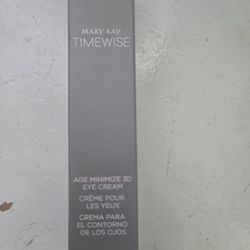 MARY KAY
TIMEWISE
AGE MINIMIZE 3D
EYE CREAM
CRÈME POUR
LES YEUX
CREMA PARA
EL CONTORNO
DE LOS OJOS